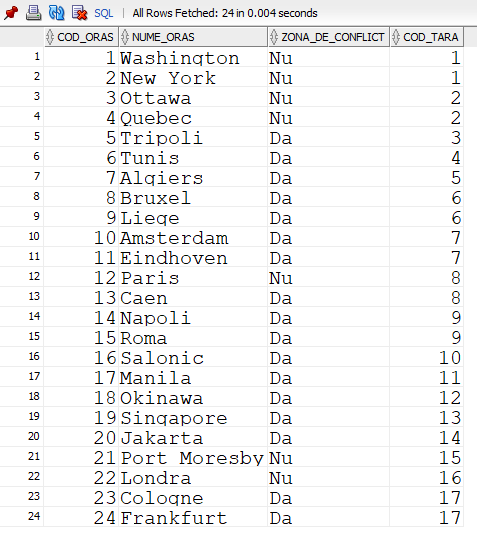 SQL | All Rows Fetched: 24 in 0.004 seconds
COD_ORAS NUME_ORAS ZONA_DE_CONFLICT COD_TARA
1 1 Washington Nu 1
2 2 New York Nu 1
3 3 Ottawa Nu 2
4 4 Quebec Nu 2
5 5 Tripoli Da 3
6 6 Tunis Da 4
7 7 Algiers Da 5
8 8 Bruxel Da 6
9 9 Liege Da 6
10 10 Amsterdam Da 7
11 11 Eindhoven Da 7
12 12 Paris Nu 8
13 13 Caen Da 8
14 14 Napoli Da 9
15 15 Roma Da 9
16 16 Salonic Da 10
17 17 Manila Da 11
18 18 Okinawa Da 12
19 19 Singapore Da 13
20 20 Jakarta Da 14
21 21 Port Moresby Nu 15
22 22 Londra Nu 16
23 23 Cologne Da 17
24 24 Frankfurt Da 17